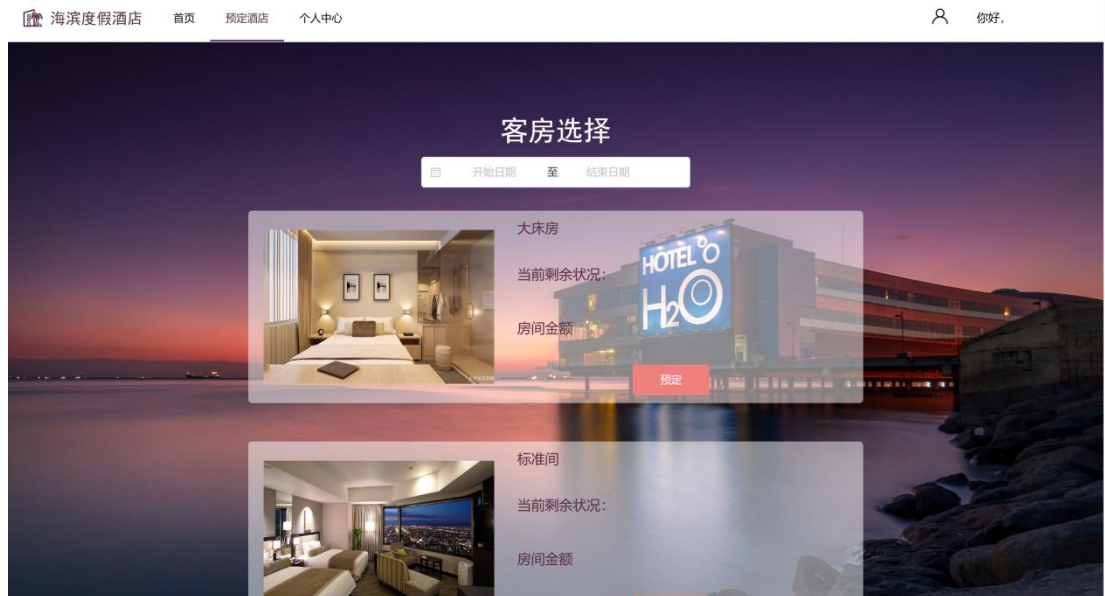 海滨度假酒店 首页 预定酒店 个人中心 你好,
客房选择
开始日期 至 结束日期
大床房
HOTEL
H2O
当前剩余状况:
房间金额
预定
标准间
当前剩余状况:
房间金额